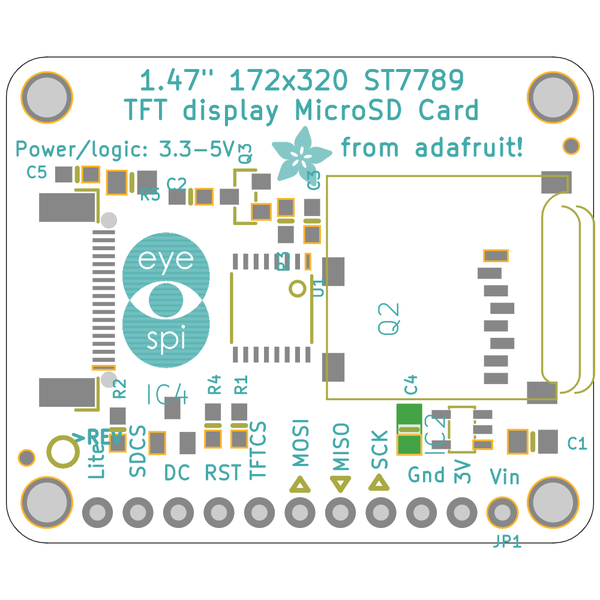 1.47" 172x320 ST7789
TFT display MicroSD Card
Power/logic: 3.3-5V
from adafruit!
Q3
C5
R5
C2
C3
R3
U1
eye
spi
Q2
IC4
R2
R4
R1
C4
IC2
C1
>REV
Lite
SDCS
DC
RST
TFTCS
MOSI
MISO
SCK
Gnd
3V
Vin
JP1